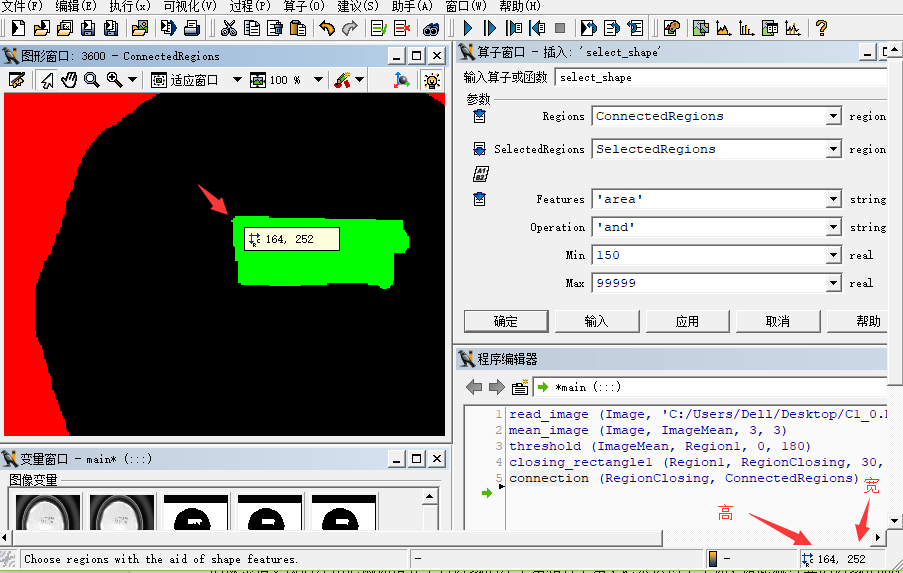 文件(F) 编辑(E) 执行(x) 可视化(V) 过程(P) 算子(O) 建议(S) 助手(A) 窗口(W) 帮助(H)
图形窗口: 3600 - ConnectedRegions
适应窗口 100 %
164, 252
算子窗口 - 插入: 'select_shape'
输入算子或函数 select_shape
参数
Regions ConnectedRegions region
SelectedRegions SelectedRegions region
Features 'area' string
Operation 'and' string
Min 150 real
Max 99999 real
确定 输入 应用 取消 帮助
程序编辑器
*main (:::)
1 read_image (Image, 'C:/Users/Dell/Desktop/C1_0.
2 mean_image (Image, ImageMean, 3, 3)
3 threshold (ImageMean, Region1, 0, 180)
4 closing_rectangle1 (Region1, RegionClosing, 30,
5 connection (RegionClosing, ConnectedRegions)
高
宽
变量窗口 - main* (:::)
图像变量
Choose regions with the aid of shape features.
-
-
164, 252